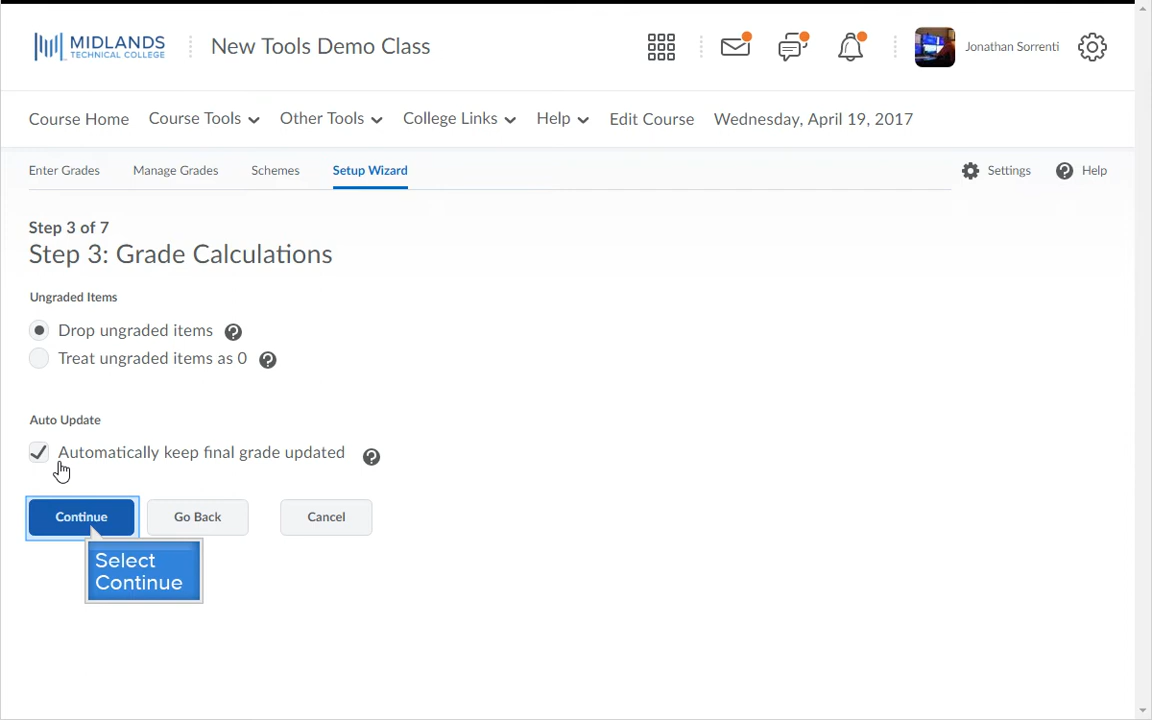 MIDLANDS
TECHNICAL COLLEGE
New Tools Demo Class
Jonathan Sorrenti
Course Home
Course Tools
Other Tools
College Links
Help
Edit Course
Wednesday, April 19, 2017
Enter Grades
Manage Grades
Schemes
Setup Wizard
Settings
Help
Step 3 of 7
Step 3: Grade Calculations
Ungraded Items
Drop ungraded items
Treat ungraded items as 0
Auto Update
Automatically keep final grade updated
Continue
Go Back
Cancel
Select
Continue